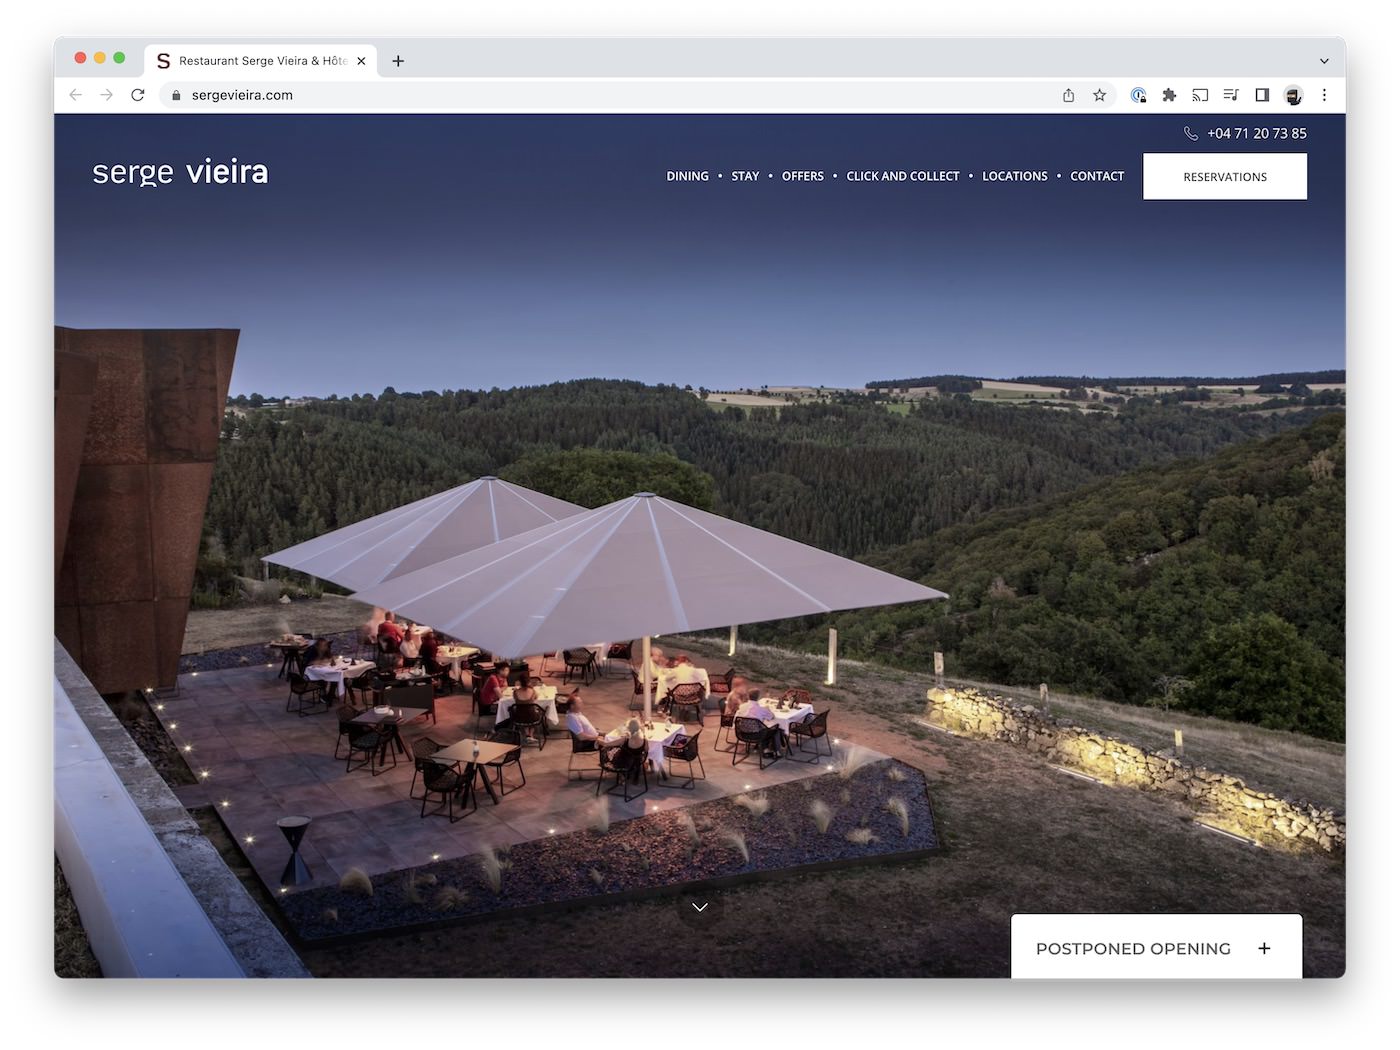 S Restaurant Serge Vieira & Hôte
sergevieira.com
+04 71 20 73 85
serge vieira
DINING • STAY • OFFERS • CLICK AND COLLECT • LOCATIONS • CONTACT
RESERVATIONS
POSTPONED OPENING +